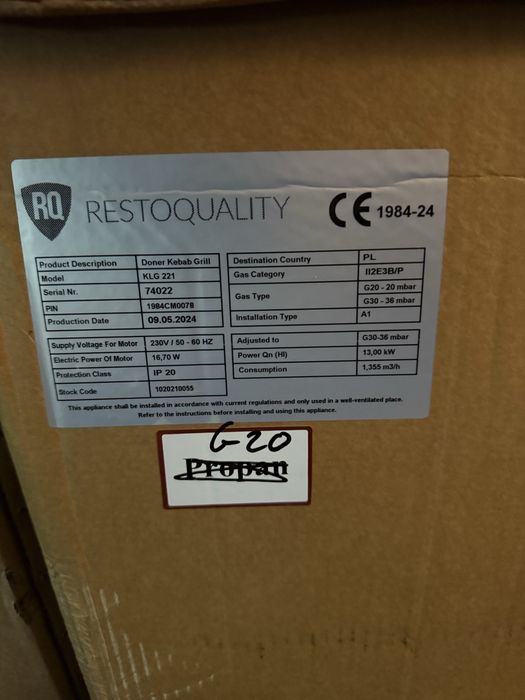 RQ RESTOQUALITY CE 1984-24
Product Description Doner Kebab Grill
Model KLG 221
Serial Nr. 74022
PIN 1984CM0078
Production Date 09.05.2024
Supply Voltage For Motor 230V / 50 - 60 HZ
Electric Power Of Motor 16,70 W
Protection Class IP 20
Stock Code 1020210055
Destination Country PL
Gas Category II2E3B/P
Gas Type G20 - 20 mbar
G30 - 36 mbar
Installation Type A1
Adjusted to G30-36 mbar
Power Qn (HI) 13,00 kW
Consumption 1,355 m3/h
This appliance shall be installed in accordance with current regulations and only used in a well-ventilated place.
Refer to the instructions before installing and using this appliance.
G-20
Propan